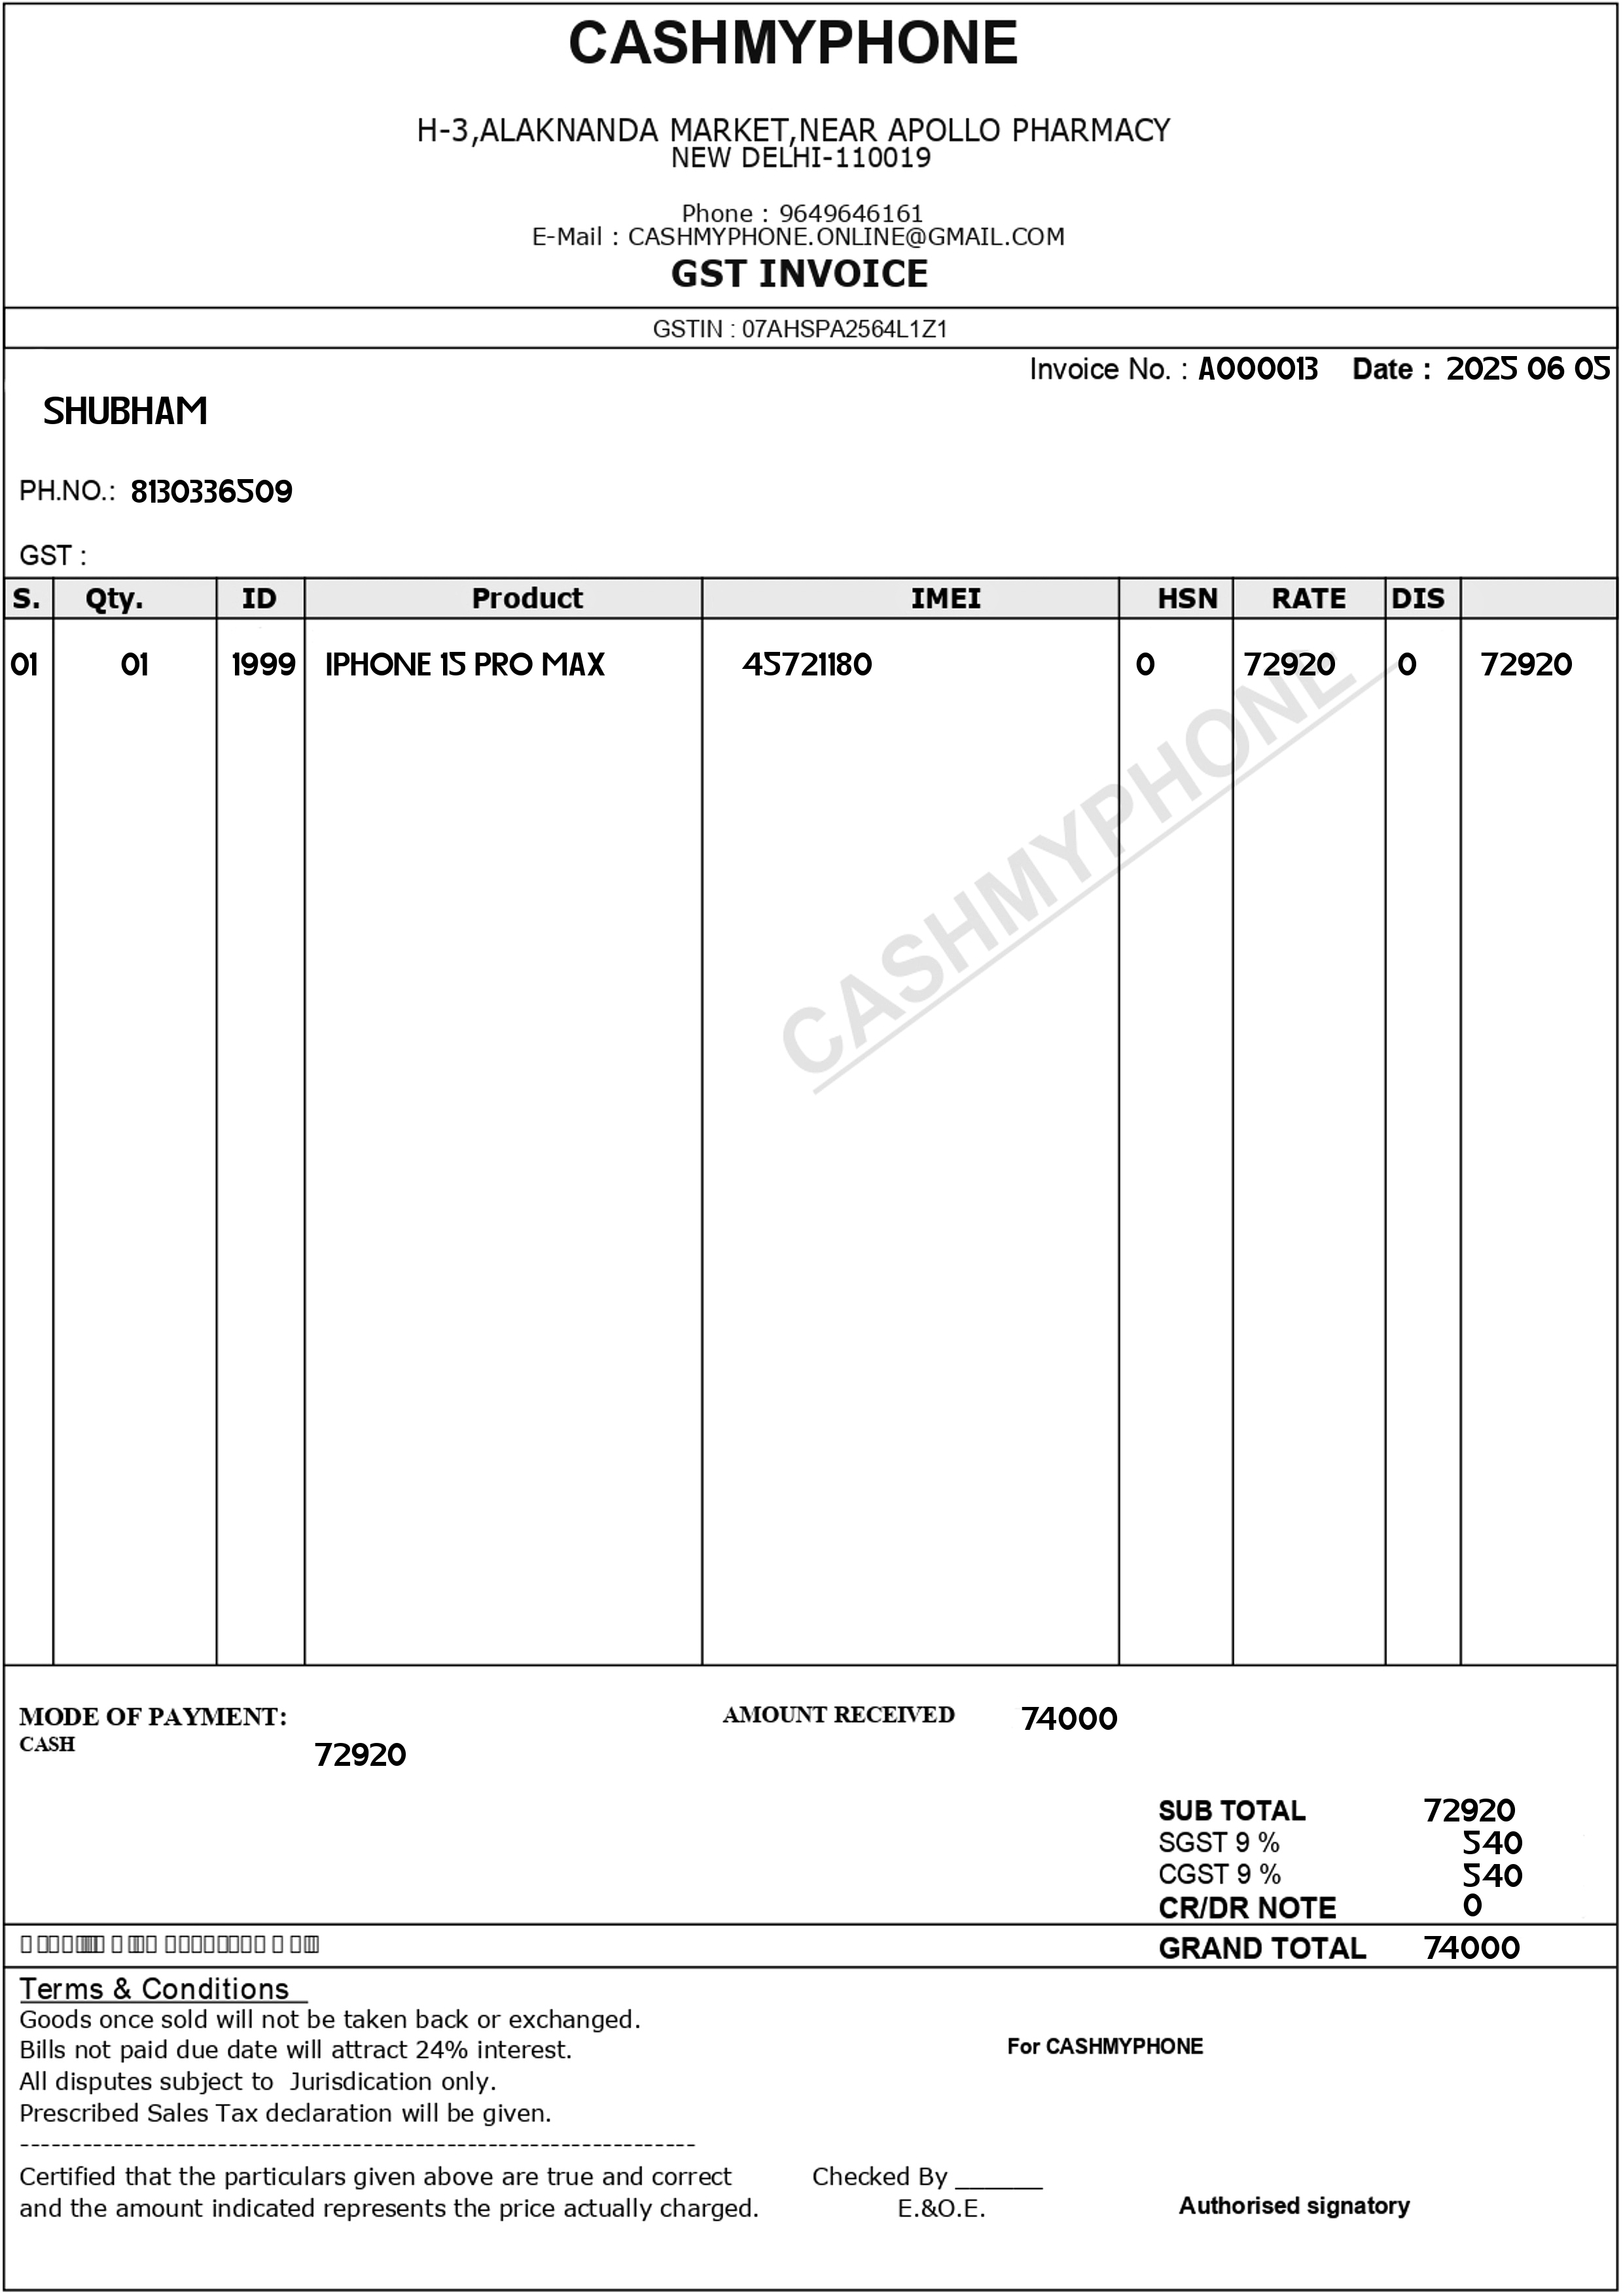 CASHMYPHONE
H-3,ALAKNANDA MARKET,NEAR APOLLO PHARMACY
NEW DELHI-110019
Phone : 9649646161
E-Mail : CASHMYPHONE.ONLINE@GMAIL.COM
GST INVOICE
GSTIN : 07AHSPA2564L1Z1
Invoice No. : A000013 Date : 2025 06 05
SHUBHAM
PH.NO.: 8130336509
GST :
S. Qty. ID Product IMEI HSN RATE DIS
01 01 1999 IPHONE 15 PRO MAX 45721180 0 72920 0 72920
CASHMYPHONE
MODE OF PAYMENT: AMOUNT RECEIVED 74000
CASH 72920
SUB TOTAL 72920
SGST 9 % 540
CGST 9 % 540
CR/DR NOTE 0
GRAND TOTAL 74000
Terms & Conditions
Goods once sold will not be taken back or exchanged.
Bills not paid due date will attract 24% interest. For CASHMYPHONE
All disputes subject to Jurisdication only.
Prescribed Sales Tax declaration will be given.
-----------------------------------------------------------------
Certified that the particulars given above are true and correct Checked By ______
and the amount indicated represents the price actually charged. E.&O.E. Authorised signatory